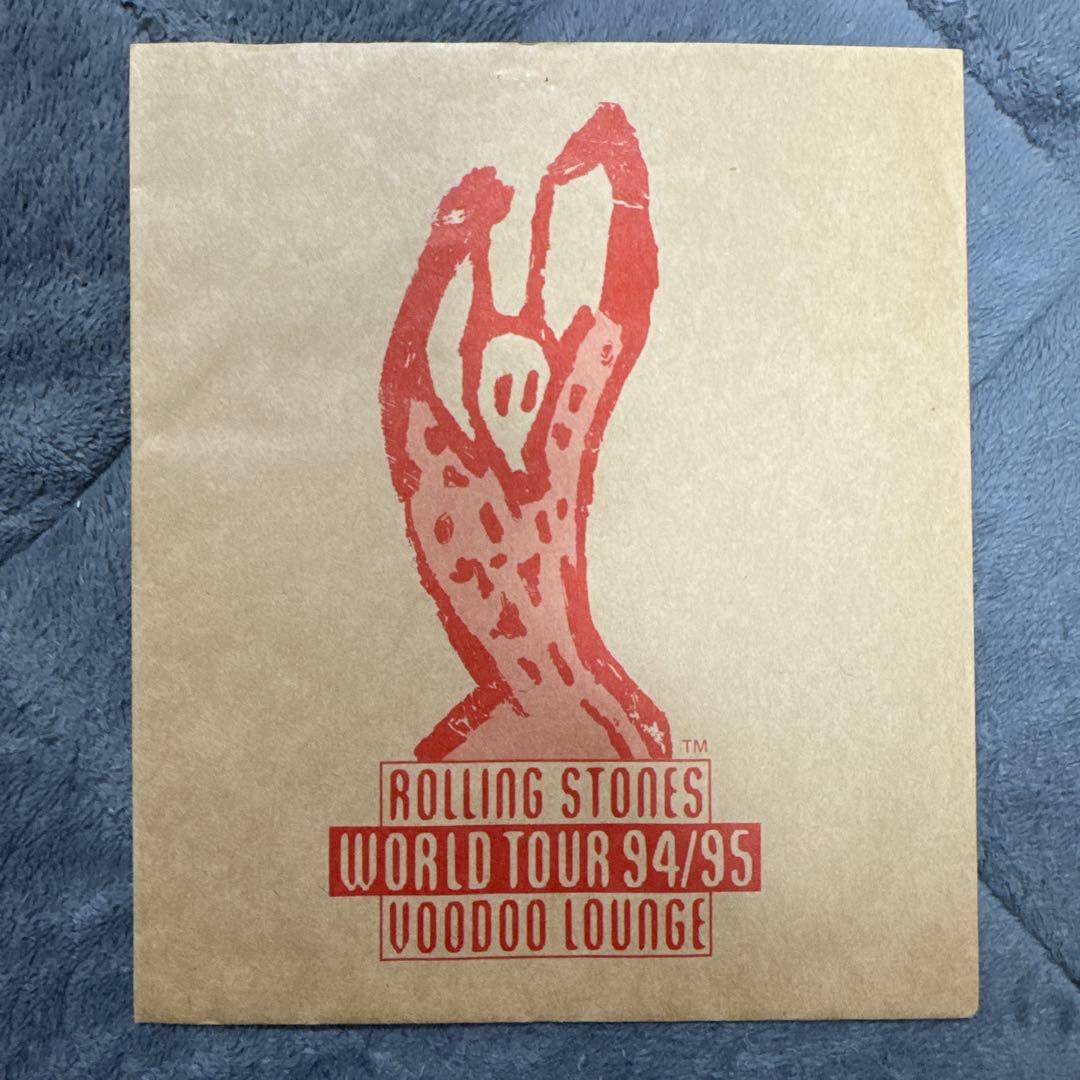 TM
ROLLING STONES
WORLD TOUR 94/95
VOODOO LOUNGE